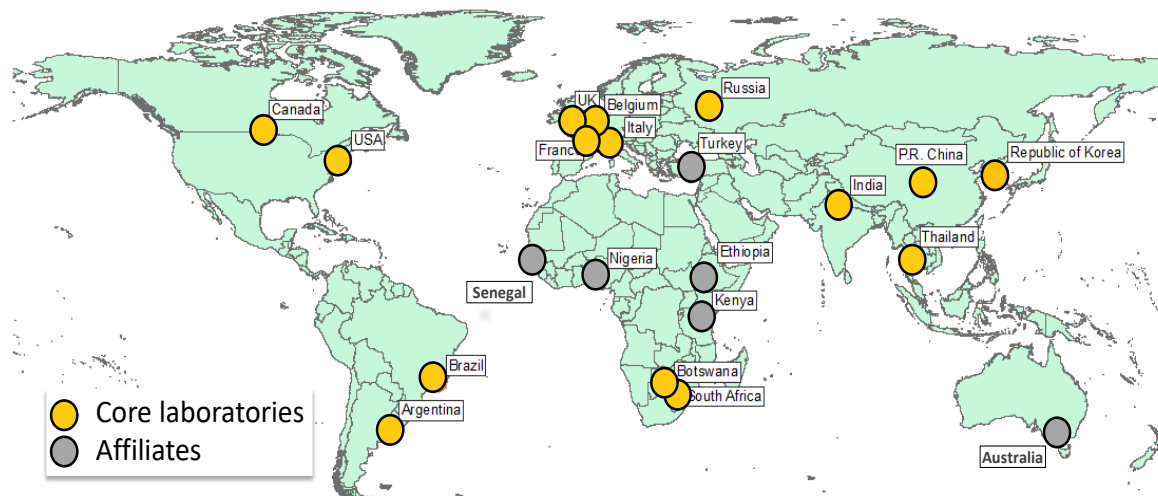 Canada
USA
UK
Belgium
Russia
Italy
Franc
Turkey
P.R. China
Republic of Korea
India
Thailand
Nigeria
Ethiopia
Senegal
Kenya
Brazil
Botswana
South Africa
Argentina
Australia
Core laboratories
Affiliates